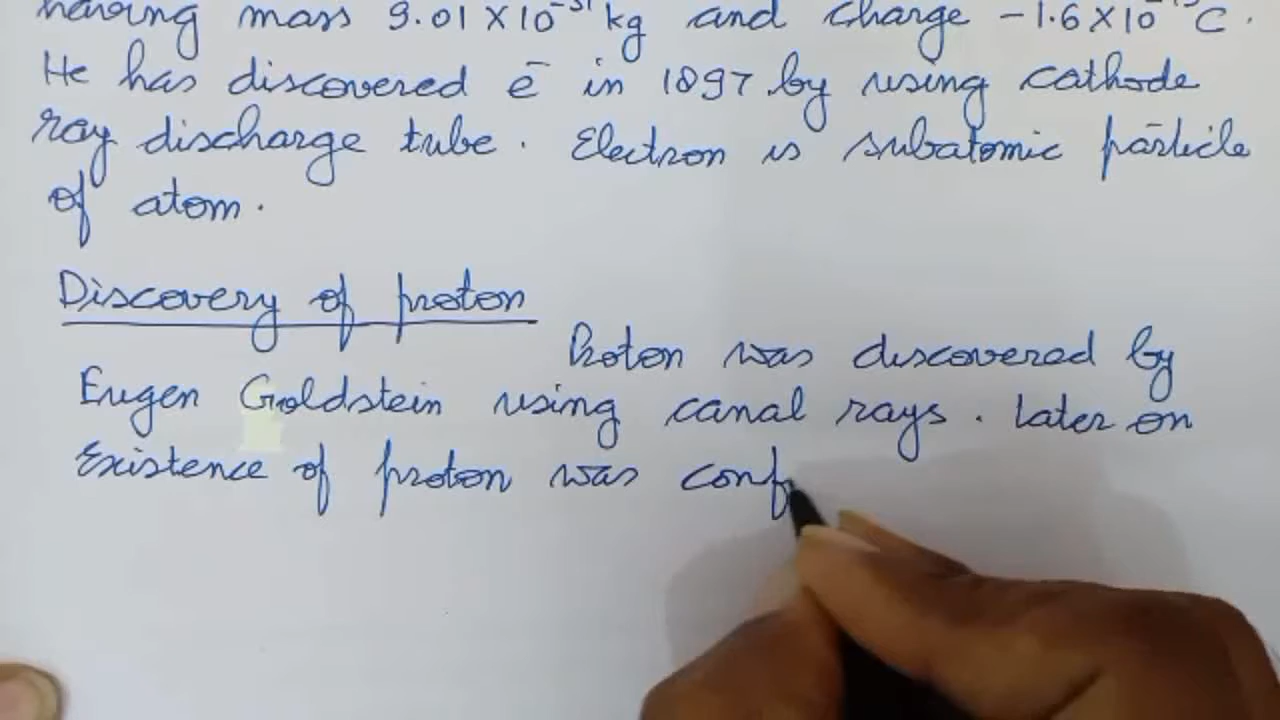 having mass 9.01 X 10⁻³¹ kg and charge -1.6 X 10⁻¹⁹ C.
He has discovered e⁻ in 1897 by using cathode
ray discharge tube. Electron is subatomic particle
of atom.
Discovery of proton
Proton was discovered by
Eugen Goldstein using canal rays. Later on
Existence of proton was conf